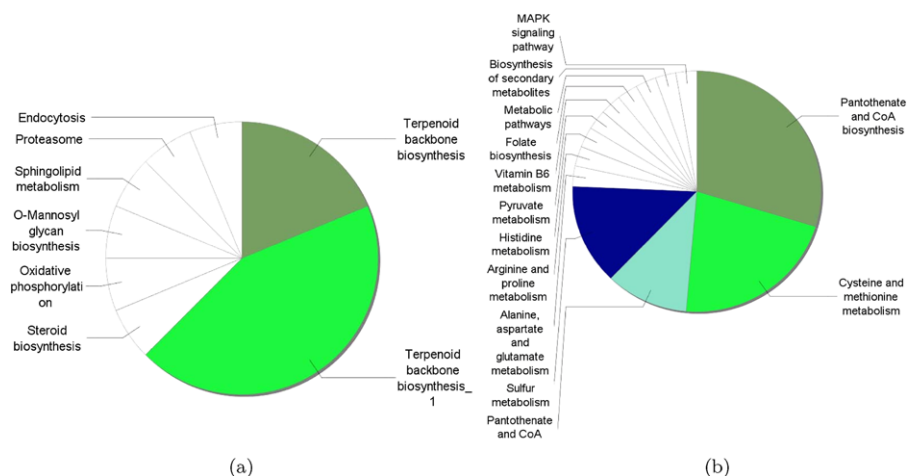 Endocytosis
Proteasome
Sphingolipid
metabolism
O-Mannosyl
glycan
biosynthesis
Oxidative
phosphorylati
on
Steroid
biosynthesis
Terpenoid
backbone
biosynthesis
Terpenoid
backbone
biosynthesis_
1
(a)
MAPK
signaling
pathway
Biosynthesis
of secondary
metabolites
Metabolic
pathways
Folate
biosynthesis
Vitamin B6
metabolism
Pyruvate
metabolism
Histidine
metabolism
Arginine and
proline
metabolism
Alanine,
aspartate
and
glutamate
metabolism
Sulfur
metabolism
Pantothenate
and CoA
Pantothenate
and CoA
biosynthesis
Cysteine and
methionine
metabolism
(b)